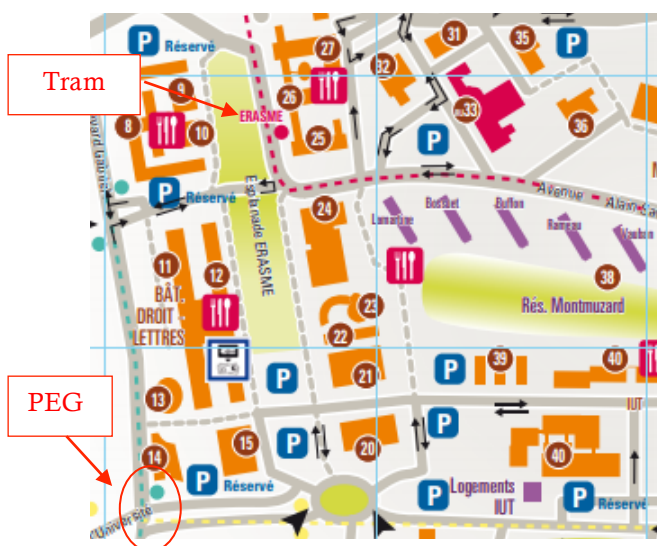 P
Réservé
27
31
35
P
Tram
32
9
26
ERASME
33
8
10
25
36
P
P
Réservé
Avenue
Esplanade ERASME
24
Lamartine
Bossuet
Buffon
Rameau
Vauban
11
12
38
BÂT.
DROIT
LETTRES
23
Rés. Montmuzard
22
P
21
P
39
40
PEG
13
IUT
14
15
P
20
P
40
P
Réservé
P
Logements
IUT
P
Réservé
Université